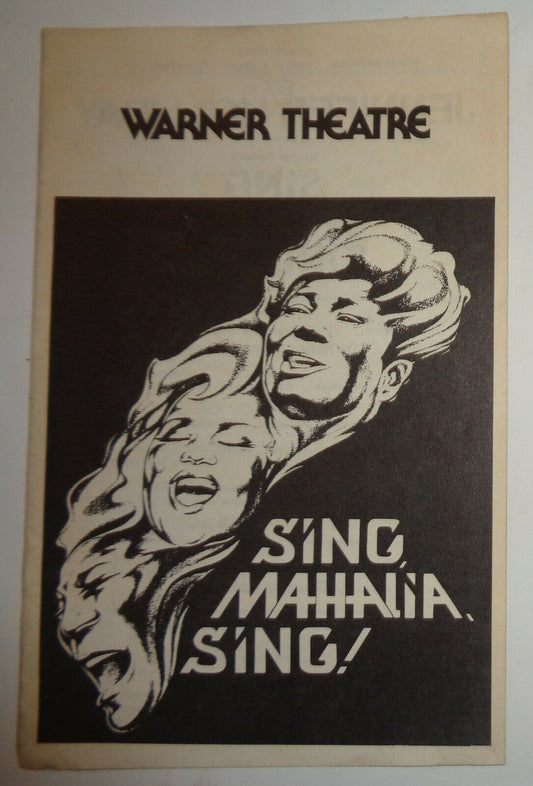 WARNER THEATRE
SING,
MAHALIA,
SING!